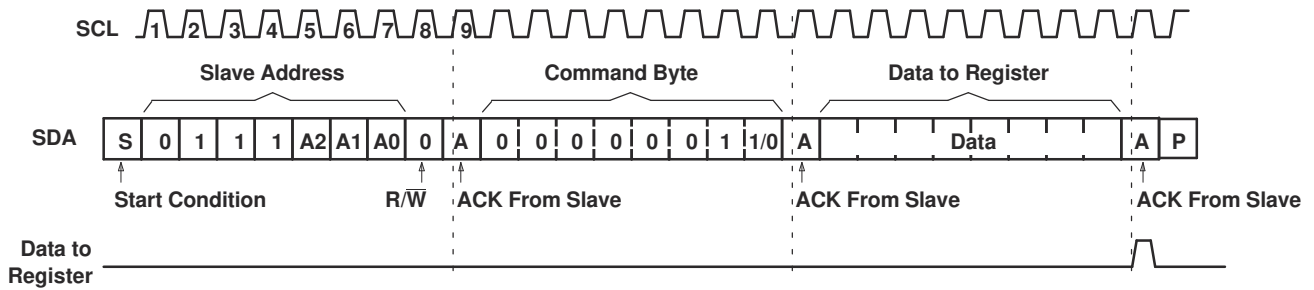 SCL 1 2 3 4 5 6 7 8 9
Slave Address Command Byte Data to Register
SDA S 0 1 1 1 A2 A1 A0 0 A 0 0 0 0 0 0 1 1/0 A Data A P
Start Condition R/W̅ ACK From Slave ACK From Slave ACK From Slave
Data to
Register